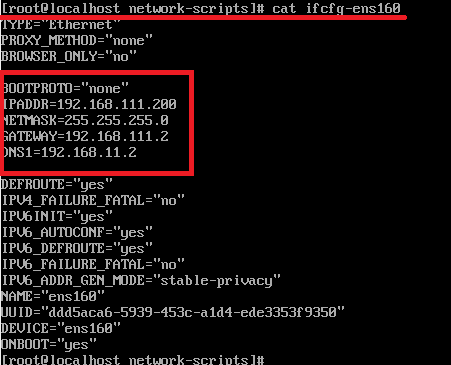 [root@localhost network-scripts]# cat ifcfg-ens160
TYPE="Ethernet"
PROXY_METHOD="none"
BROWSER_ONLY="no"
BOOTPROTO="none"
IPADDR=192.168.111.200
NETMASK=255.255.255.0
GATEWAY=192.168.111.2
DNS1=192.168.11.2
DEFROUTE="yes"
IPV4_FAILURE_FATAL="no"
IPV6INIT="yes"
IPV6_AUTOCONF="yes"
IPV6_DEFROUTE="yes"
IPV6_FAILURE_FATAL="no"
IPV6_ADDR_GEN_MODE="stable-privacy"
NAME="ens160"
UUID="ddd5aca6-5939-453c-a1d4-ede3353f9350"
DEVICE="ens160"
ONBOOT="yes"
[root@localhost network-scripts]#